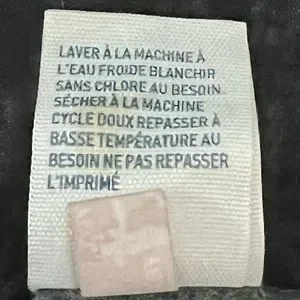 LAVER À LA MACHINE À
L'EAU FROIDE BLANCHIR
SANS CHLORE AU BESOIN.
SÉCHER À LA MACHINE
CYCLE DOUX REPASSER À
BASSE TEMPÉRATURE AU
BESOIN NE PAS REPASSER
L'IMPRIMÉ